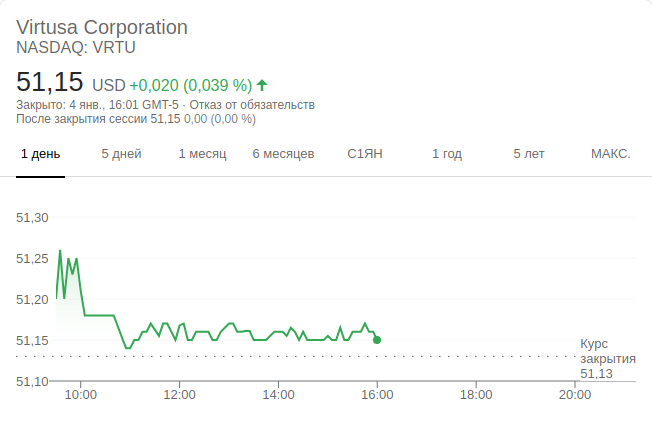 Virtusa Corporation
NASDAQ: VRTU
51,15 USD +0,020 (0,039 %)
Закрыто: 4 янв., 16:01 GMT-5 · Отказ от обязательств
После закрытия сессии 51,15 0,00 (0,00 %)
1 день 5 дней 1 месяц 6 месяцев С1ЯН 1 год 5 лет МАКС.
51,30
51,25
51,20
51,15
Курс
закрытия
51,13
51,10
10:00 12:00 14:00 16:00 18:00 20:00